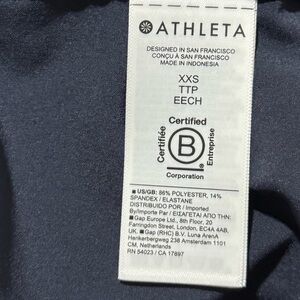 ATHLETA
DESIGNED IN SAN FRANCISCO
CONÇU À SAN FRANCISCO
MADE IN INDONESIA
XXS
TTP
EECH
Certified
Certifiée
B
Entreprise
Corporation
US/GB: 86% POLYESTER, 14%
SPANDEX / ELASTANE
DISTRIBUIDO POR / Imported
By/Importe Par / ΕΙΣΑΓΕΤΑΙ ΑΠΟ ΤΗΝ:
Gap Europe Ltd., 8th Floor, 20
Farringdon Street, London, EC4A 4AB,
UK. Gap (RHC) B.V. Luna ArenA
Herikerbergweg 238 Amsterdam 1101
CM, Netherlands
RN 54023 / CA 17897